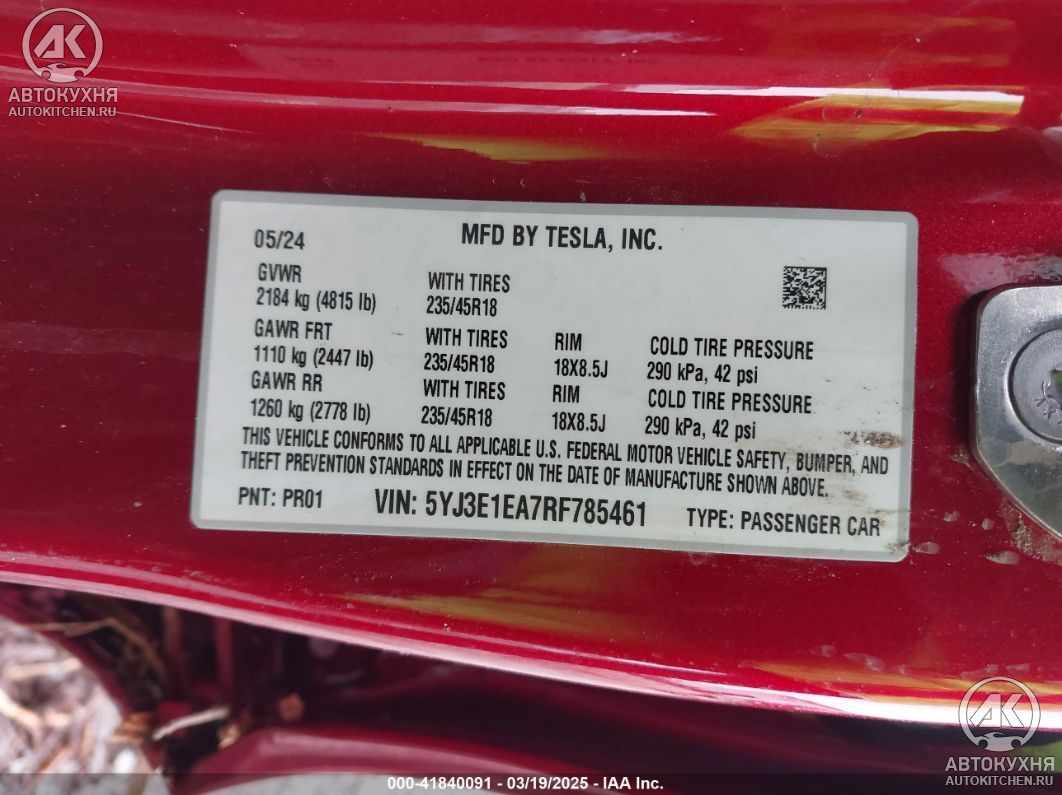 AK
АВТОКУХНЯ
AUTOKITCHEN.RU
05/24
MFD BY TESLA, INC.
GVWR
2184 kg (4815 lb)
WITH TIRES
235/45R18
GAWR FRT
1110 kg (2447 lb)
WITH TIRES
235/45R18
RIM
18X8.5J
COLD TIRE PRESSURE
290 kPa, 42 psi
GAWR RR
1260 kg (2778 lb)
WITH TIRES
235/45R18
RIM
18X8.5J
COLD TIRE PRESSURE
290 kPa, 42 psi
THIS VEHICLE CONFORMS TO ALL APPLICABLE U.S. FEDERAL MOTOR VEHICLE SAFETY, BUMPER, AND
THEFT PREVENTION STANDARDS IN EFFECT ON THE DATE OF MANUFACTURE SHOWN ABOVE.
PNT: PR01
VIN: 5YJ3E1EA7RF785461
TYPE: PASSENGER CAR
AK
АВТОКУХНЯ
AUTOKITCHEN.RU
000-41840091 - 03/19/2025 - IAA Inc.